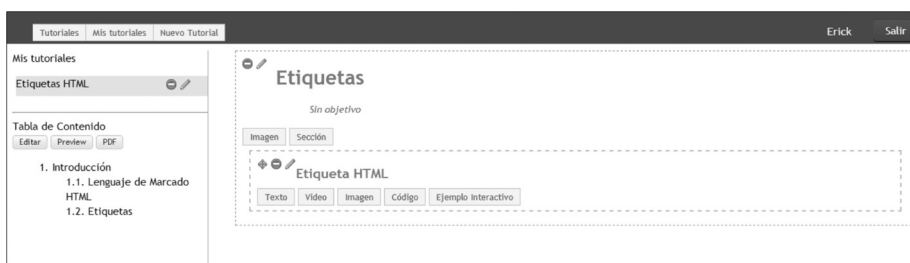 Tutoriales Mis tutoriales Nuevo Tutorial Erick Salir
Mis tutoriales
Etiquetas HTML
Tabla de Contenido
Editar Preview PDF
1. Introducción
1.1. Lenguaje de Marcado
HTML
1.2. Etiquetas
Etiquetas
Sin objetivo
Imagen Sección
Etiqueta HTML
Texto Video Imagen Código Ejemplo Interactivo